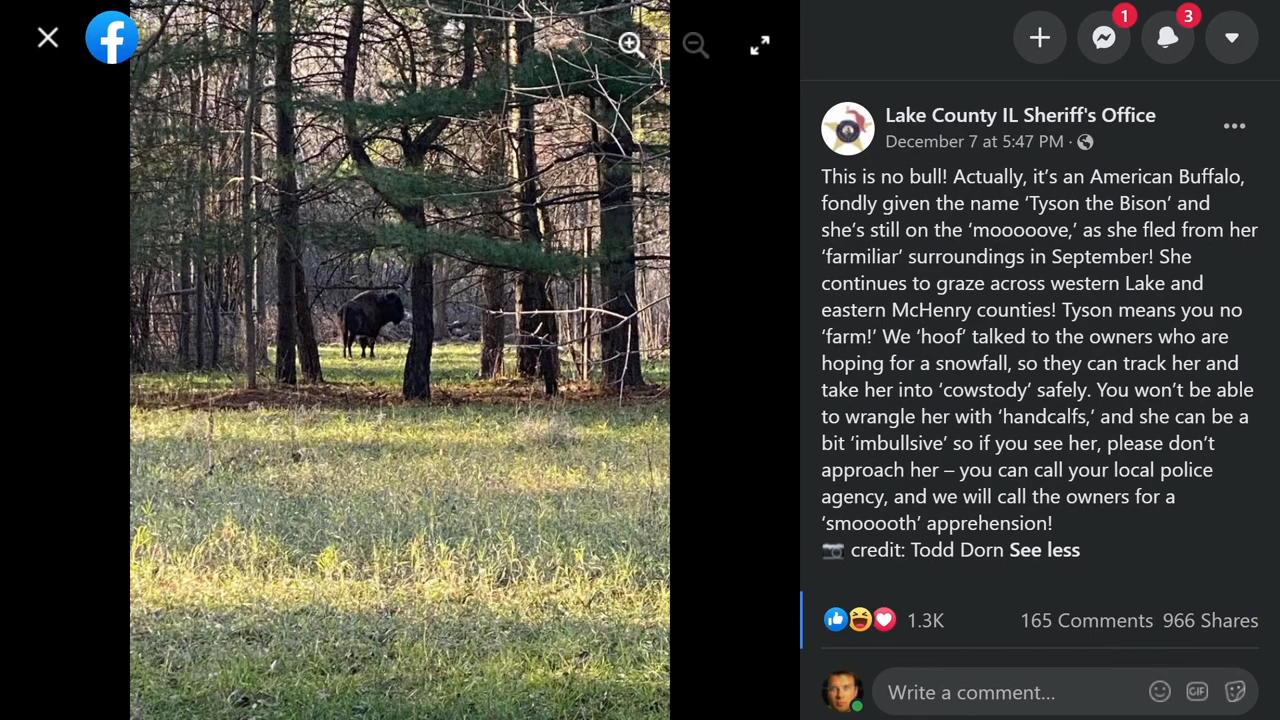 1
3
Lake County IL Sheriff's Office
December 7 at 5:47 PM ·
This is no bull! Actually, it’s an American Buffalo,
fondly given the name ‘Tyson the Bison’ and
she’s still on the ‘mooooove,’ as she fled from her
‘farmiliar’ surroundings in September! She
continues to graze across western Lake and
eastern McHenry counties! Tyson means you no
‘farm!’ We ‘hoof’ talked to the owners who are
hoping for a snowfall, so they can track her and
take her into ‘cowstody‘ safely. You won’t be able
to wrangle her with ‘handcalfs,’ and she can be a
bit ‘imbullsive’ so if you see her, please don’t
approach her – you can call your local police
agency, and we will call the owners for a
‘smooooth’ apprehension!
📷 credit: Todd Dorn See less
1.3K 165 Comments 966 Shares
Write a comment... GIF